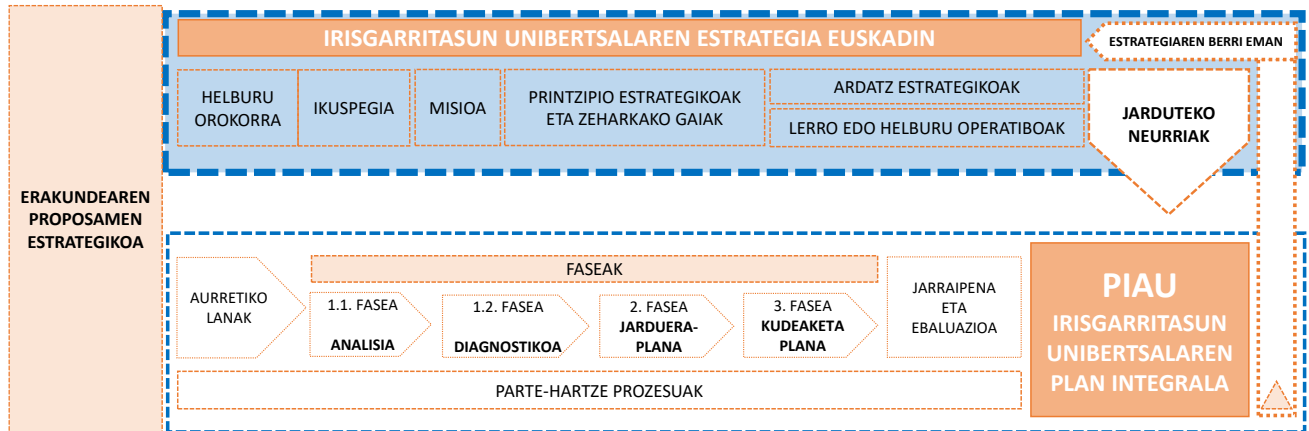 ERAKUNDEAREN
PROPOSAMEN
ESTRATEGIKOA
IRISGARRITASUN UNIBERTSALAREN ESTRATEGIA EUSKADIN
ESTRATEGIAREN BERRI EMAN
HELBURU
OROKORRA
IKUSPEGIA
MISIOA
PRINTZIPIO ESTRATEGIKOAK
ETA ZEHARKAKO GAIAK
ARDATZ ESTRATEGIKOAK
LERRO EDO HELBURU OPERATIBOAK
JARDUTEKO
NEURRIAK
AURRETIKO
LANAK
FASEAK
1.1. FASEA
ANALISIA
1.2. FASEA
DIAGNOSTIKOA
2. FASEA
JARDUERA-
PLANA
3. FASEA
KUDEAKETA
PLANA
JARRAIPENA
ETA
EBALUAZIOA
PARTE-HARTZE PROZESUAK
PIAU
IRISGARRITASUN
UNIBERTSALAREN
PLAN INTEGRALA